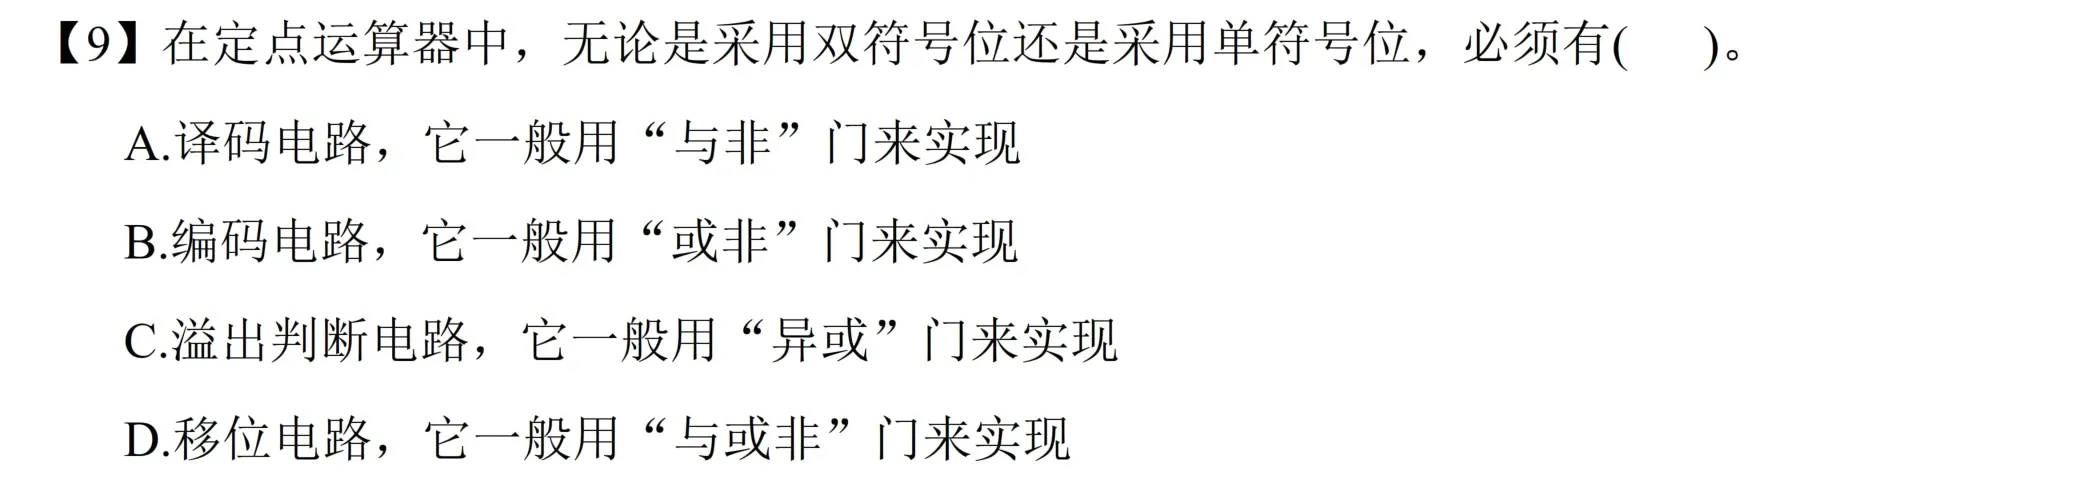 【9】在定点运算器中，无论是采用双符号位还是采用单符号位，必须有(    )。
A.译码电路，它一般用“与非”门来实现
B.编码电路，它一般用“或非”门来实现
C.溢出判断电路，它一般用“异或”门来实现
D.移位电路，它一般用“与或非”门来实现